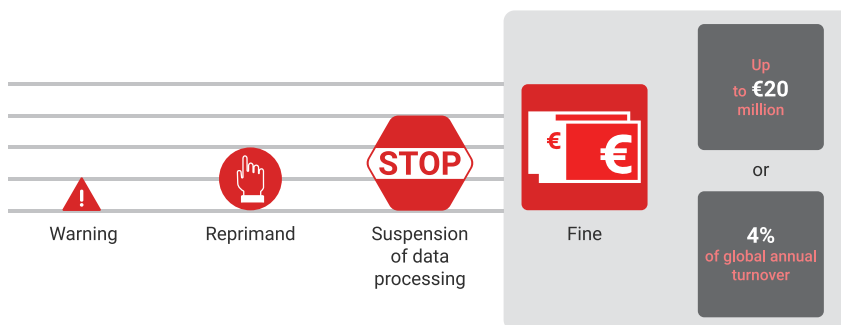 Warning
Reprimand
STOP
Suspension
of data
processing
€
€
Fine
Up
to €20
million
or
4%
of global annual
turnover